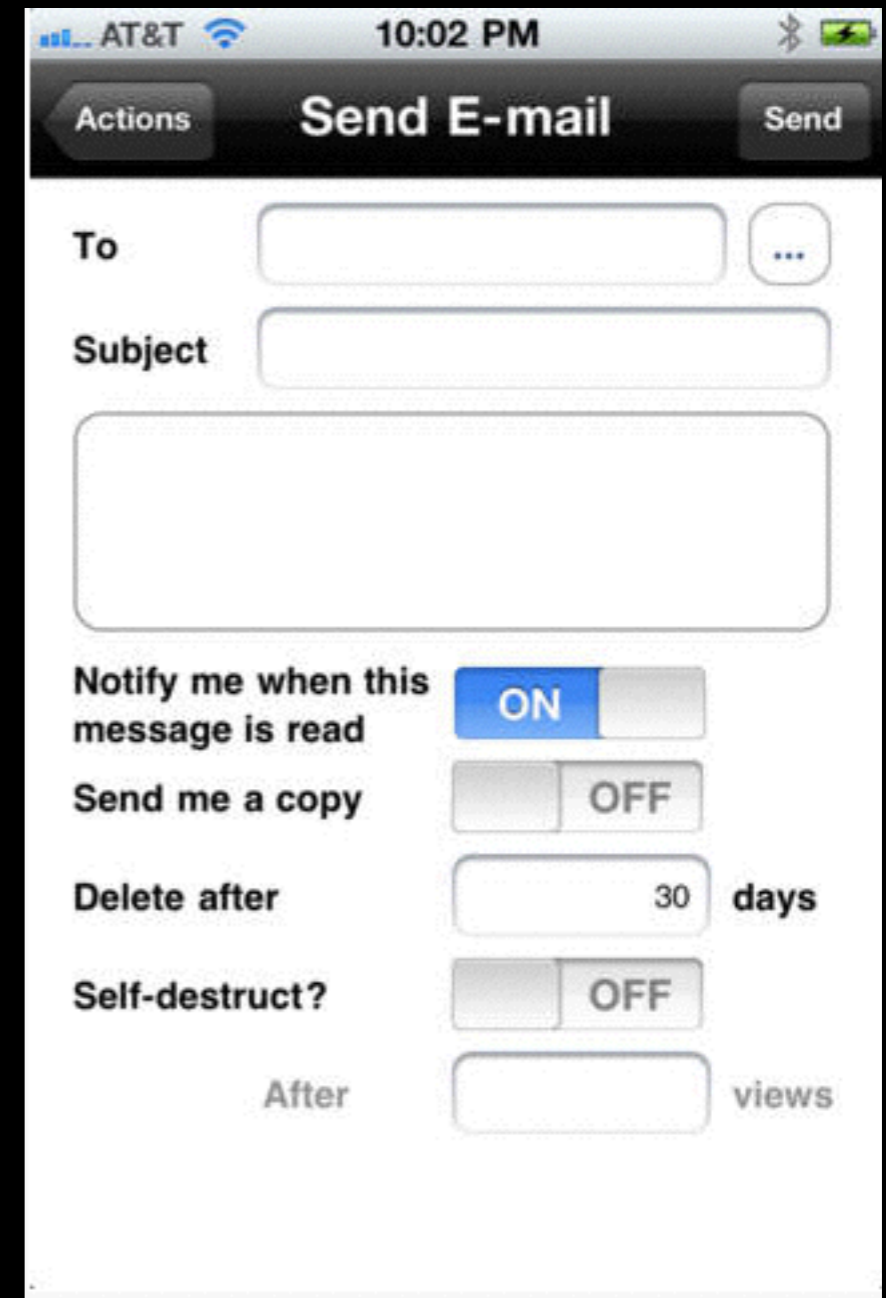 AT&T 10:02 PM
Actions Send E-mail Send
To ...
Subject
Notify me when this
message is read ON
Send me a copy OFF
Delete after 30 days
Self-destruct? OFF
After views